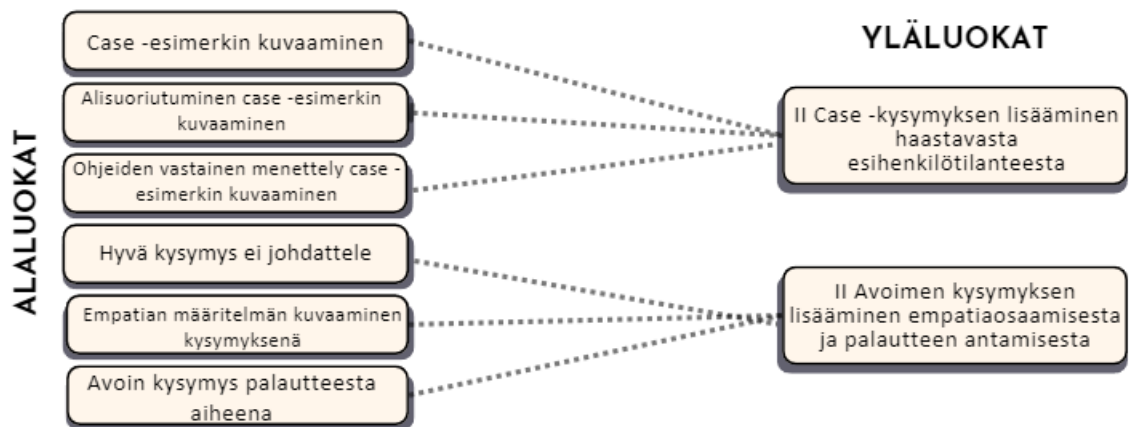 ALALUOKAT
Case -esimerkin kuvaaminen
Alisuoriutuminen case -esimerkin
kuvaaminen
Ohjeiden vastainen menettely case -
esimerkin kuvaaminen
Hyvä kysymys ei johdattele
Empatian määritelmän kuvaaminen
kysymyksenä
Avoin kysymys palautteesta
aiheena
YLÄLUOKAT
II Case -kysymyksen lisääminen
haastavasta
esihenkilötilanteesta
II Avoimen kysymyksen
lisääminen empatiaosaamisesta
ja palautteen antamisesta